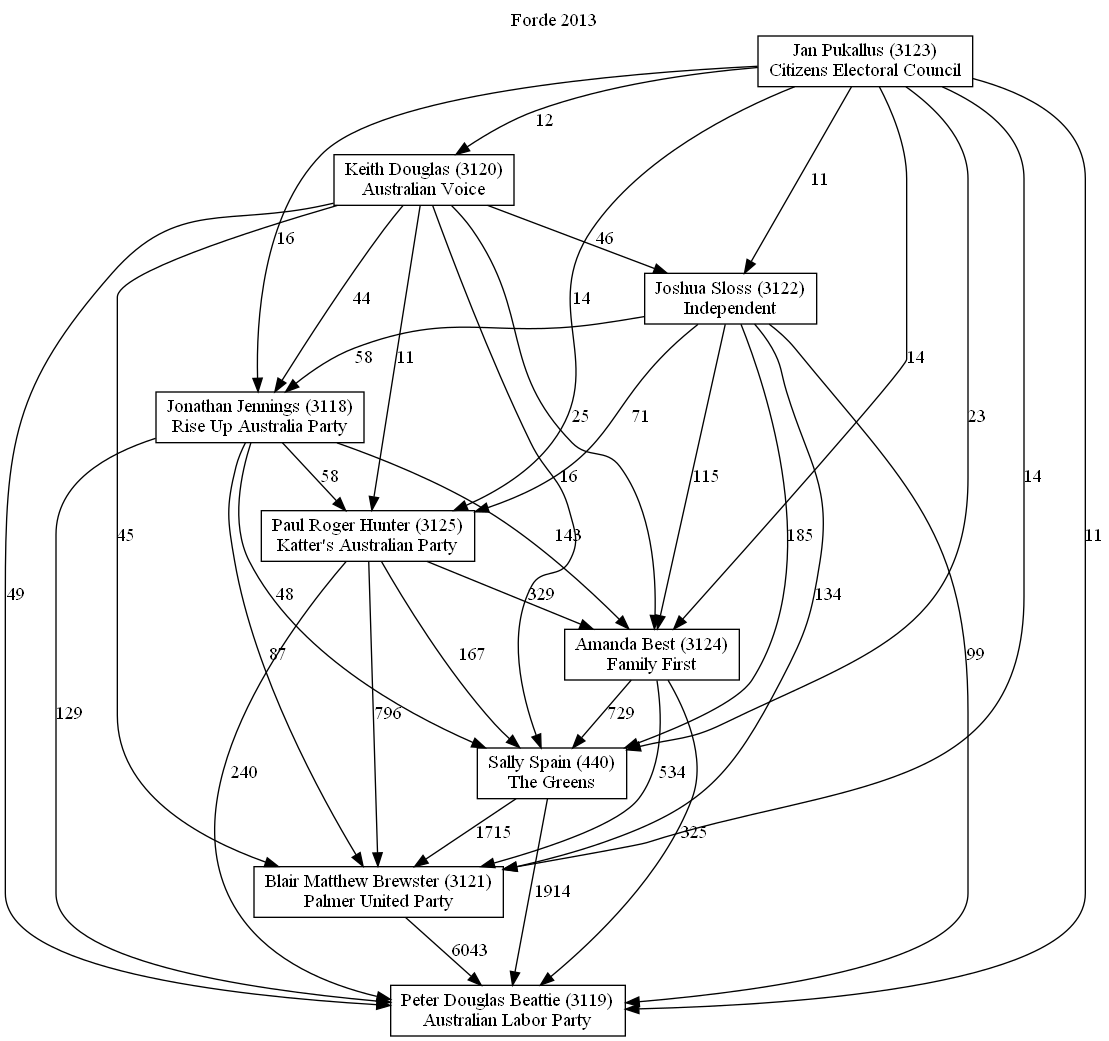 Forde 2013
Jan Pukallus (3123)
Citizens Electoral Council
12
Keith Douglas (3120)
Australian Voice
11
16
46
Joshua Sloss (3122)
Independent
44
14
58
11
14
Jonathan Jennings (3118)
Rise Up Australia Party
25
71
23
58
16
115
14
Paul Roger Hunter (3125)
Katter's Australian Party
45
143
185
11
49
48
329
134
Amanda Best (3124)
Family First
87
167
99
129
796
729
Sally Spain (440)
The Greens
240
534
1715
325
Blair Matthew Brewster (3121)
Palmer United Party
1914
6043
Peter Douglas Beattie (3119)
Australian Labor Party